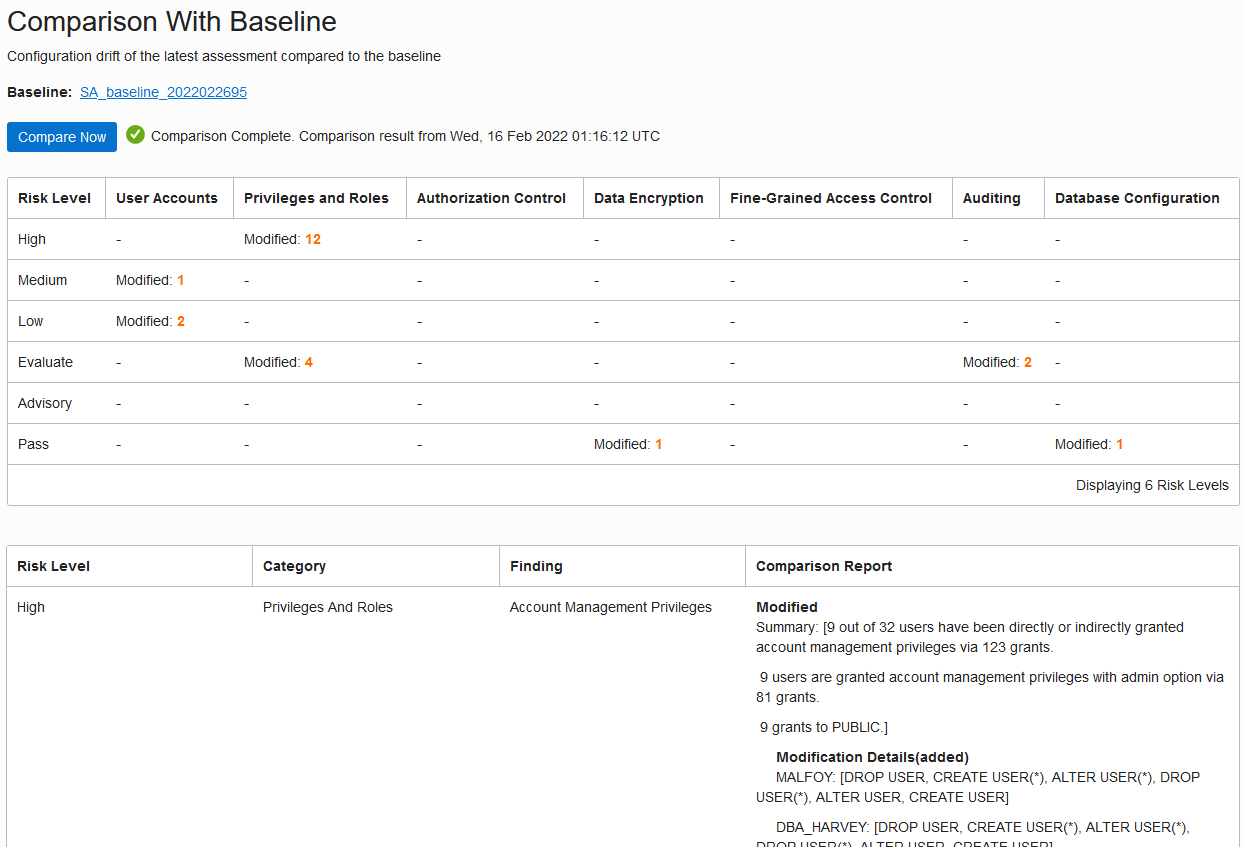 Comparison With Baseline
Configuration drift of the latest assessment compared to the baseline
Baseline: SA_baseline_2022022695
Compare Now Comparison Complete. Comparison result from Wed, 16 Feb 2022 01:16:12 UTC
Risk Level User Accounts Privileges and Roles Authorization Control Data Encryption Fine-Grained Access Control Auditing Database Configuration
High - Modified: 12 - - - - -
Medium Modified: 1 - - - - - -
Low Modified: 2 - - - - - -
Evaluate - Modified: 4 - - - Modified: 2 -
Advisory - - - - - - -
Pass - - - Modified: 1 - - Modified: 1
Displaying 6 Risk Levels
Risk Level Category Finding Comparison Report
High Privileges And Roles Account Management Privileges Modified
Summary: [9 out of 32 users have been directly or indirectly granted
account management privileges via 123 grants.
9 users are granted account management privileges with admin option via
81 grants.
9 grants to PUBLIC.]
Modification Details(added)
MALFOY: [DROP USER, CREATE USER(*), ALTER USER(*), DROP
USER(*), ALTER USER, CREATE USER]
DBA_HARVEY: [DROP USER, CREATE USER(*), ALTER USER(*),
DROP USER(*), ALTER USER, CREATE USER]